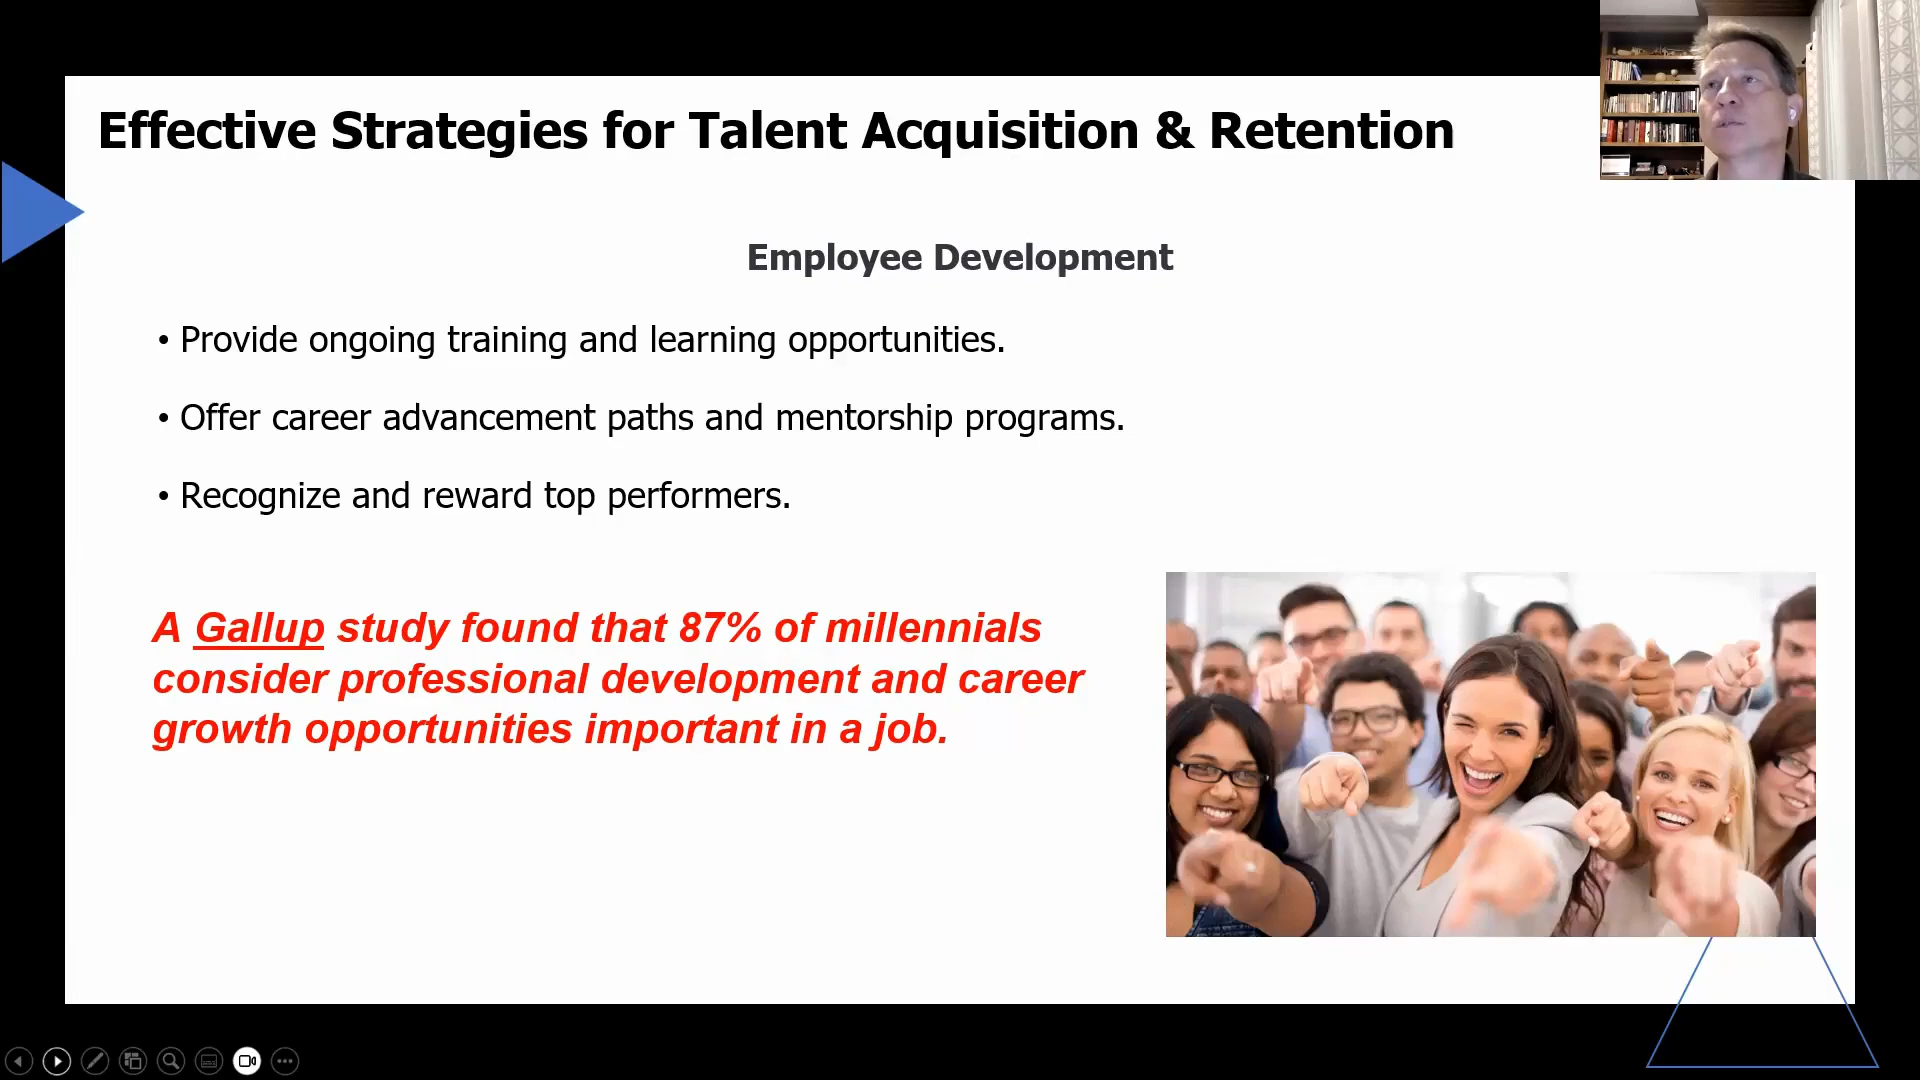 Effective Strategies for Talent Acquisition & Retention
Employee Development
• Provide ongoing training and learning opportunities.
• Offer career advancement paths and mentorship programs.
• Recognize and reward top performers.
A Gallup study found that 87% of millennials
consider professional development and career
growth opportunities important in a job.